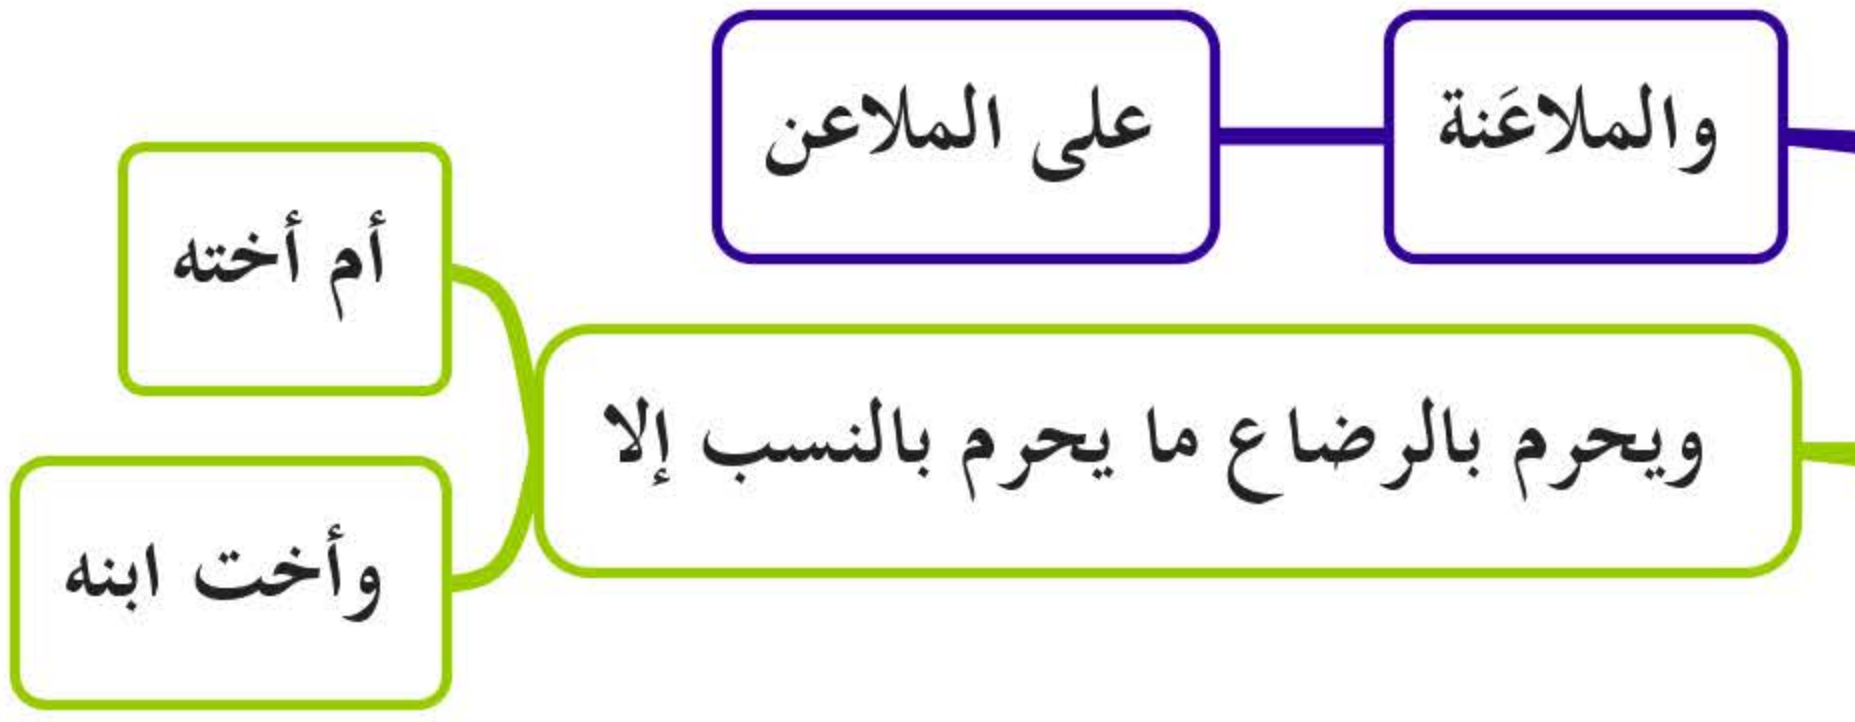 والملاعَنة
على الملاعن
ويحرم بالرضاع ما يحرم بالنسب إلا
أم أخته
وأخت ابنه